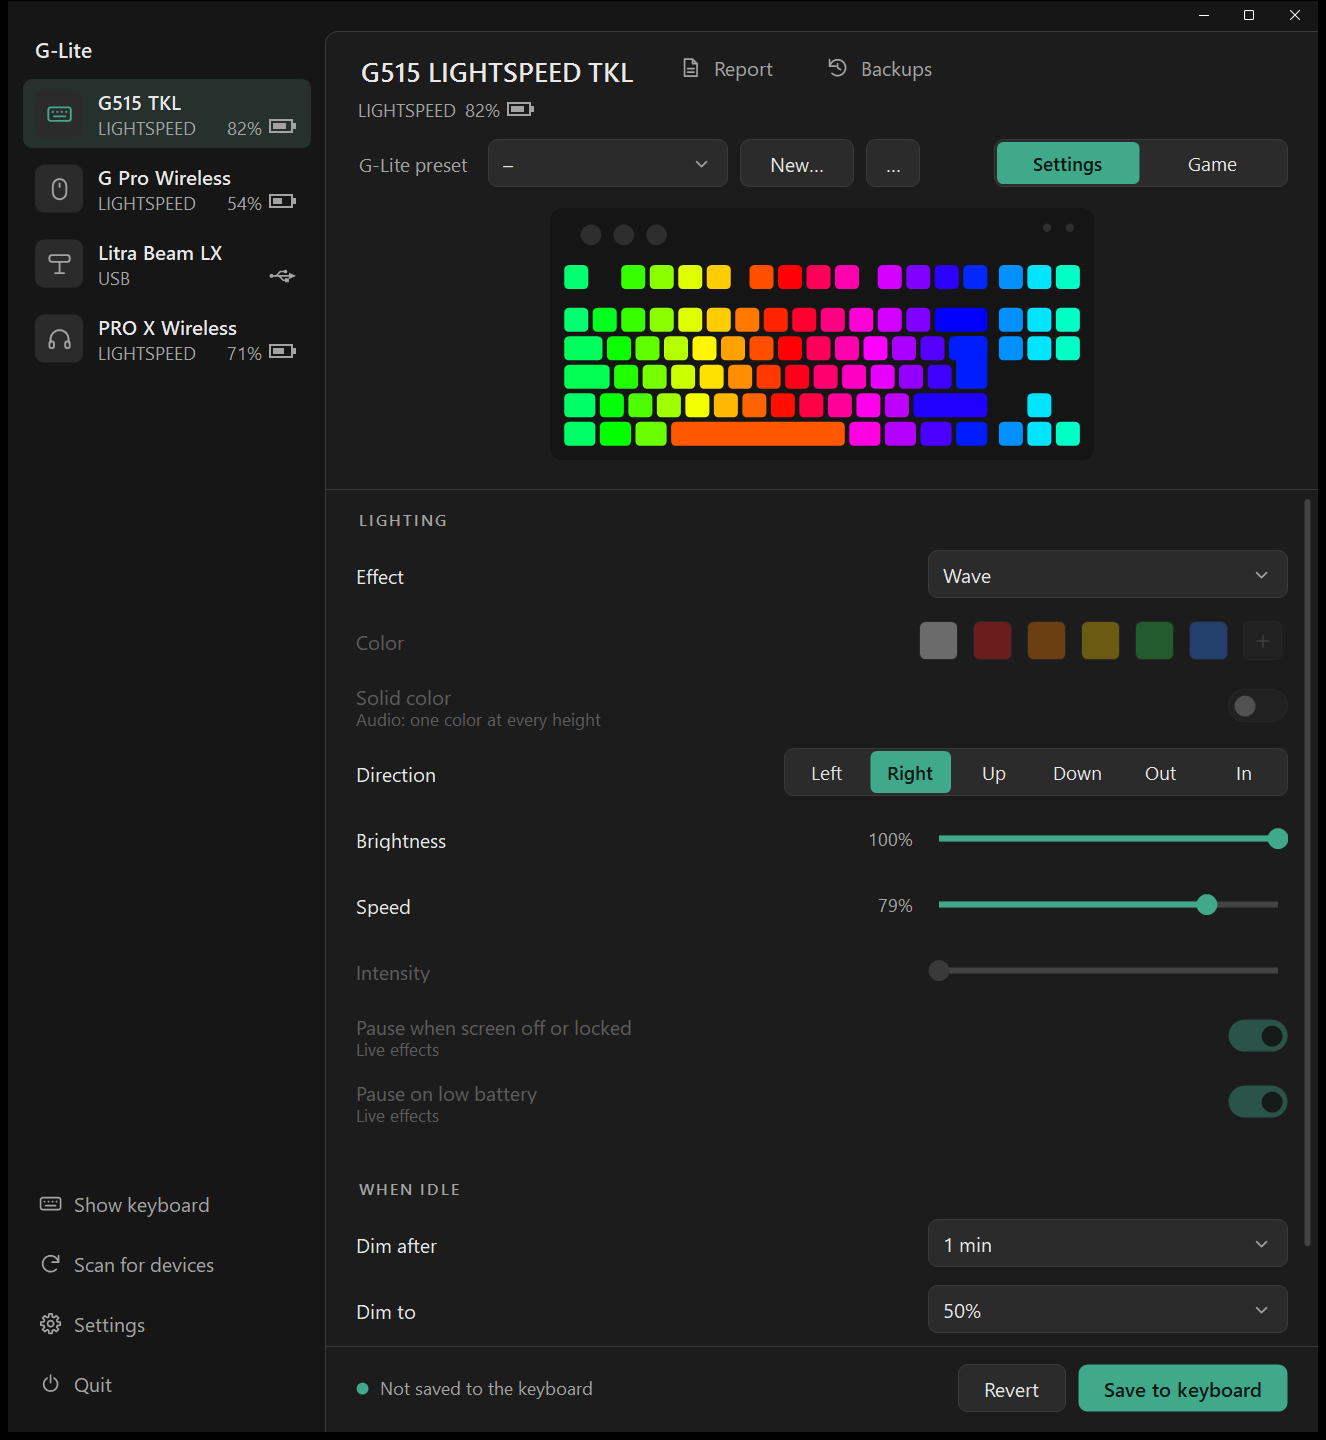 G-Lite
G515 TKL
LIGHTSPEED 82%
G Pro Wireless
LIGHTSPEED 54%
Litra Beam LX
USB
PRO X Wireless
LIGHTSPEED 71%
Show keyboard
Scan for devices
Settings
Quit
G515 LIGHTSPEED TKL
Report
Backups
LIGHTSPEED 82%
G-Lite preset
–
New...
...
Settings
Game
LIGHTING
Effect
Wave
Color
+
Solid color
Audio: one color at every height
Direction
Left Right Up Down Out In
Brightness
100%
Speed
79%
Intensity
Pause when screen off or locked
Live effects
Pause on low battery
Live effects
WHEN IDLE
Dim after
1 min
Dim to
50%
Not saved to the keyboard
Revert
Save to keyboard